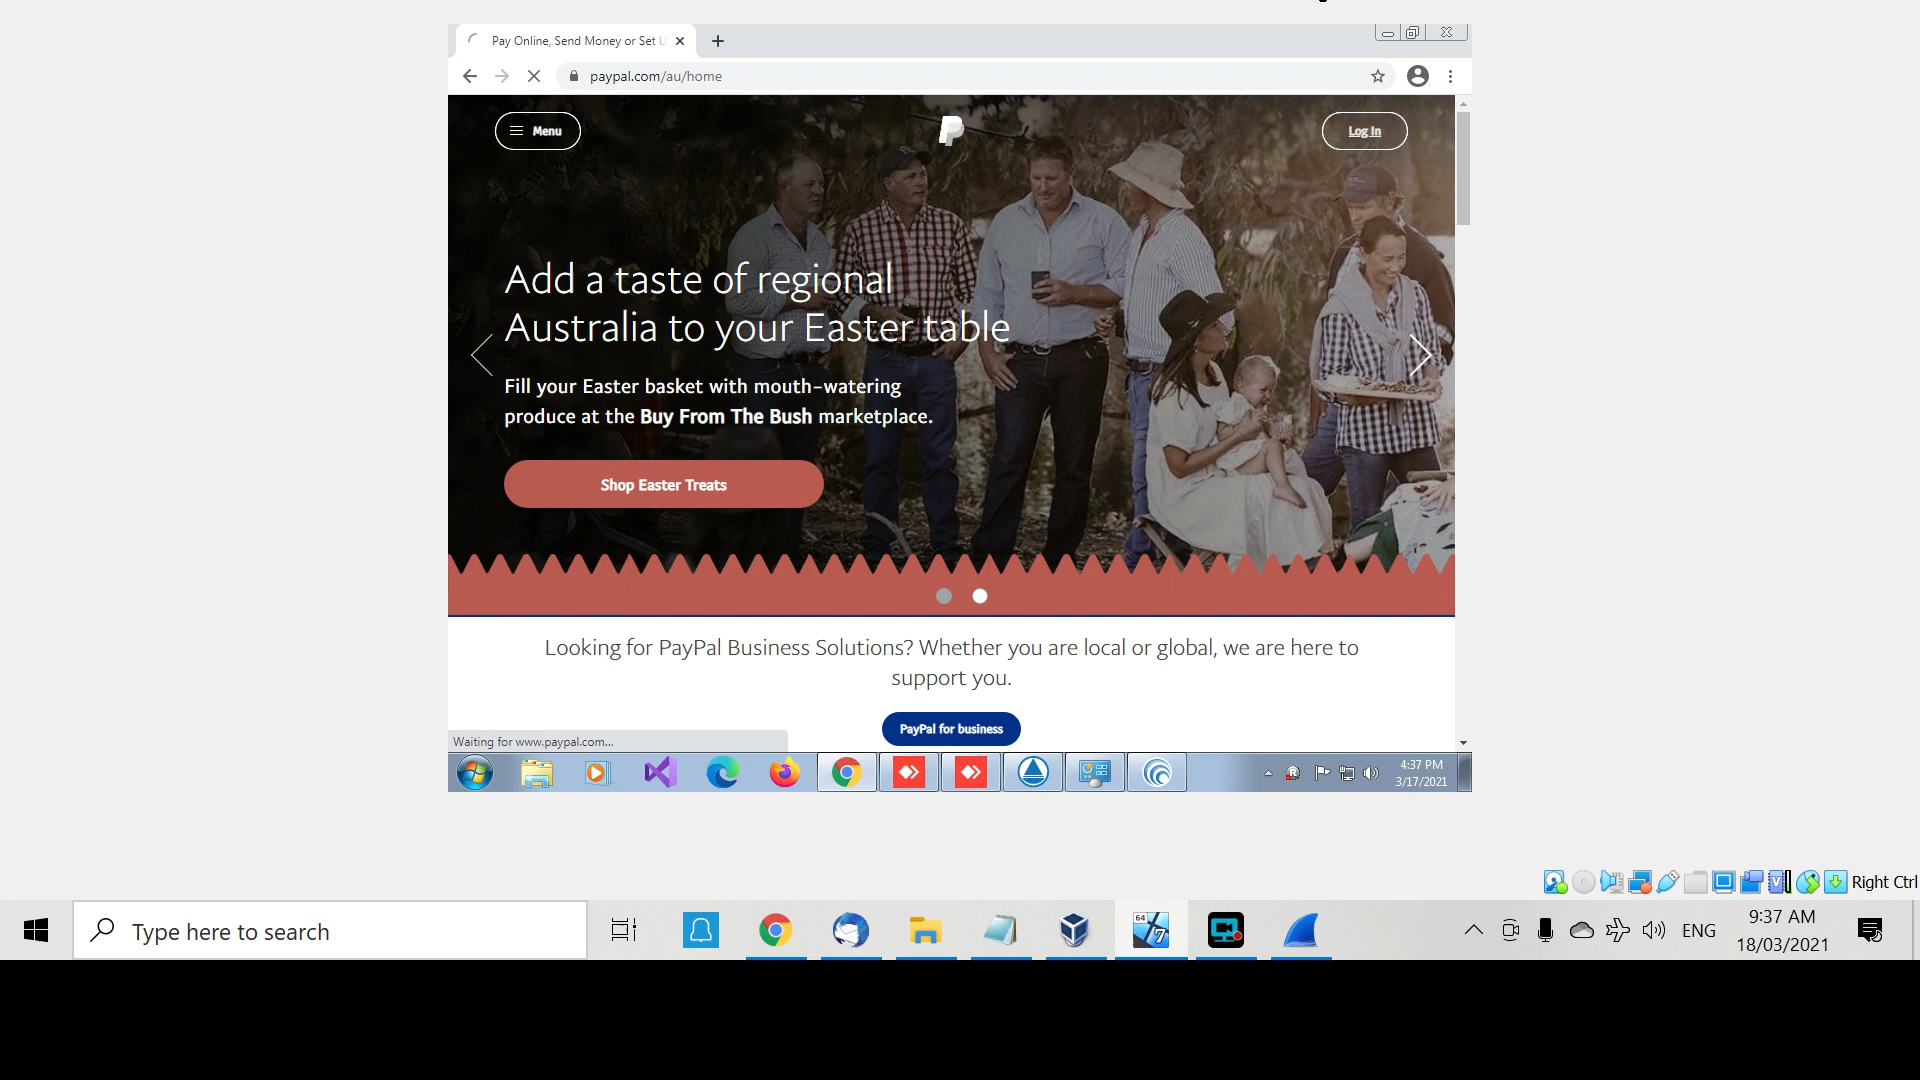 Pay Online, Send Money or Set U
paypal.com/au/home
Menu
Log In
Add a taste of regional
Australia to your Easter table
Fill your Easter basket with mouth-watering
produce at the Buy From The Bush marketplace.
Shop Easter Treats
Looking for PayPal Business Solutions? Whether you are local or global, we are here to
support you.
PayPal for business
Waiting for www.paypal.com...
4:37 PM
3/17/2021
Right Ctrl
Type here to search
64
7
ENG
9:37 AM
18/03/2021